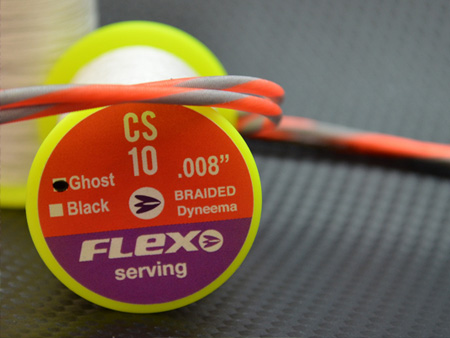 CS
10 .008”
Ghost
Black
BRAIDED
Dyneema
FLEX
serving